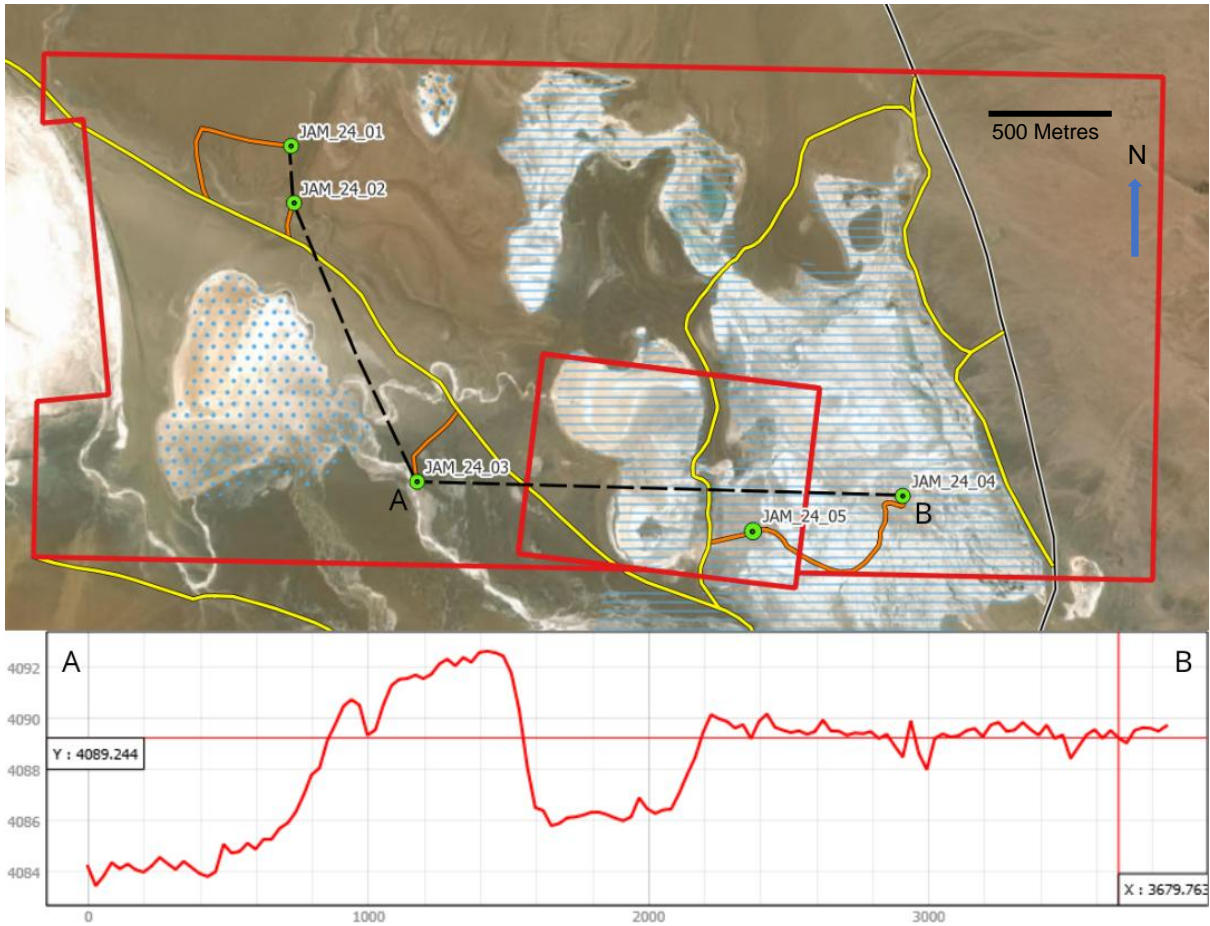 JAM_24_01
500 Metres
N
JAM_24_02
JAM_24_03
A
JAM_24_04
B
JAM_24_05
A
B
4092
4090
Y : 4089.244
4088
4086
4084
X : 3679.763
0
1000
2000
3000